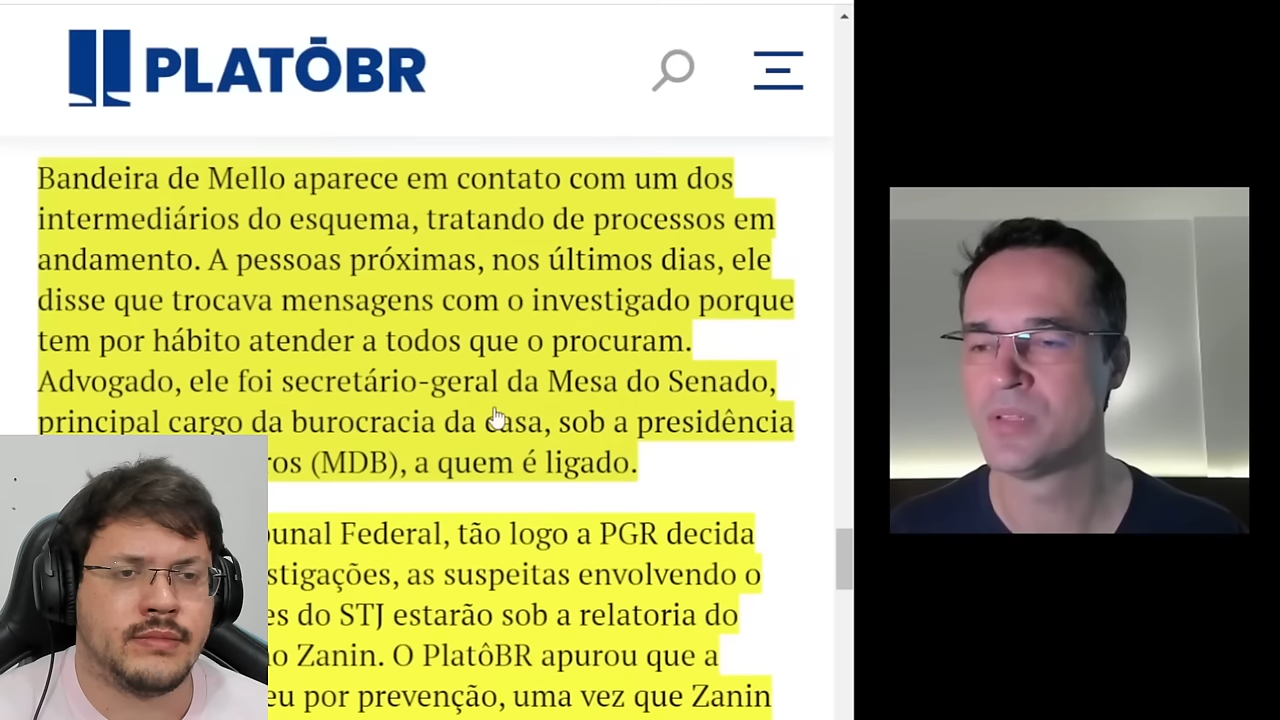 PLATŌBR
Bandeira de Mello aparece em contato com um dos
intermediários do esquema, tratando de processos em
andamento. A pessoas próximas, nos últimos dias, ele
disse que trocava mensagens com o investigado porque
tem por hábito atender a todos que o procuram.
Advogado, ele foi secretário-geral da Mesa do Senado,
principal cargo da burocracia da casa, sob a presidência
ros (MDB), a quem é ligado.
bunal Federal, tão logo a PGR decida
stigações, as suspeitas envolvendo o
es do STJ estarão sob a relatoria do
o Zanin. O PlatôBR apurou que a
eu por prevenção, uma vez que Zanin